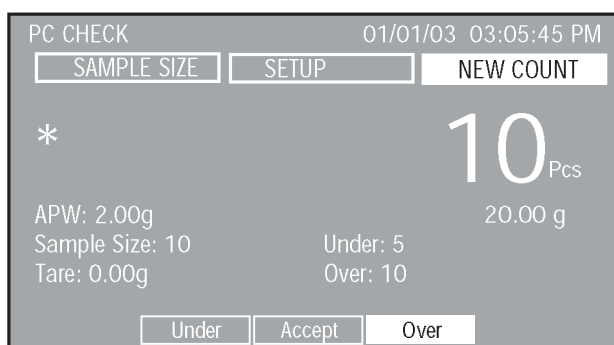 PC CHECK 01/01/03 03:05:45 PM
SAMPLE SIZE SETUP NEW COUNT
* 10 Pcs
APW: 2.00g 20.00 g
Sample Size: 10 Under: 5
Tare: 0.00g Over: 10
Under Accept Over